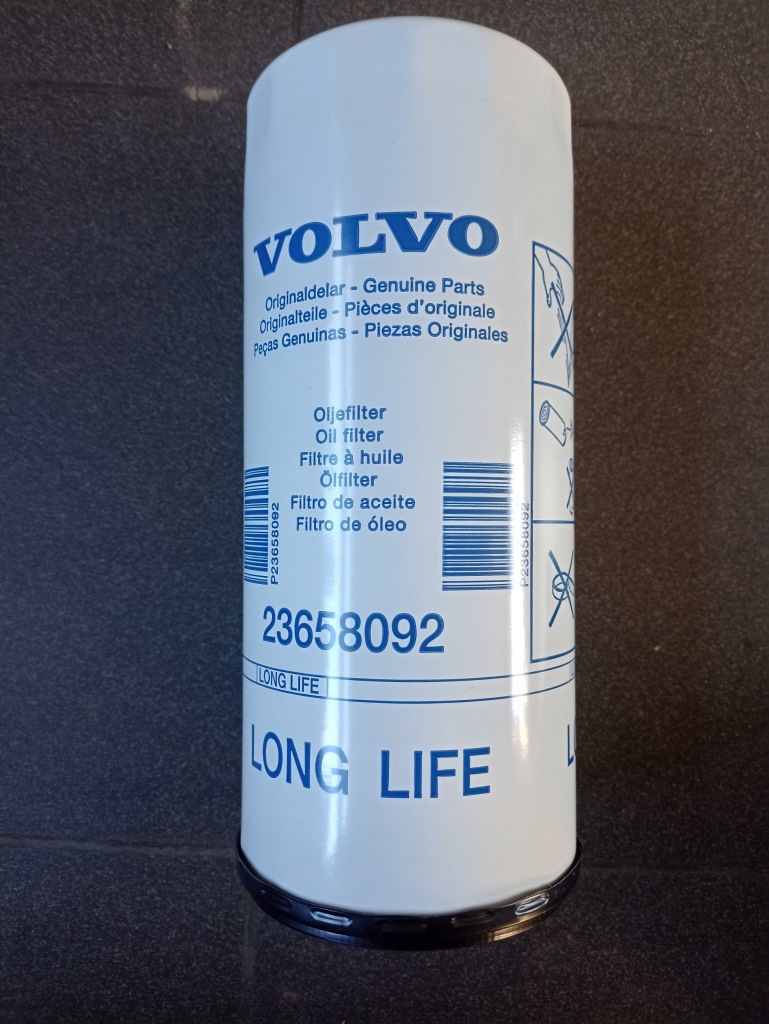 VOLVO
Originaldelar - Genuine Parts
Originalteile - Pièces d'originale
Peças Genuinas - Piezas Originales
Oljefilter
Oil filter
Filtre à huile
Ölfilter
Filtro de aceite
Filtro de óleo
P23658092
P23658092
23658092
LONG LIFE
LONG LIFE